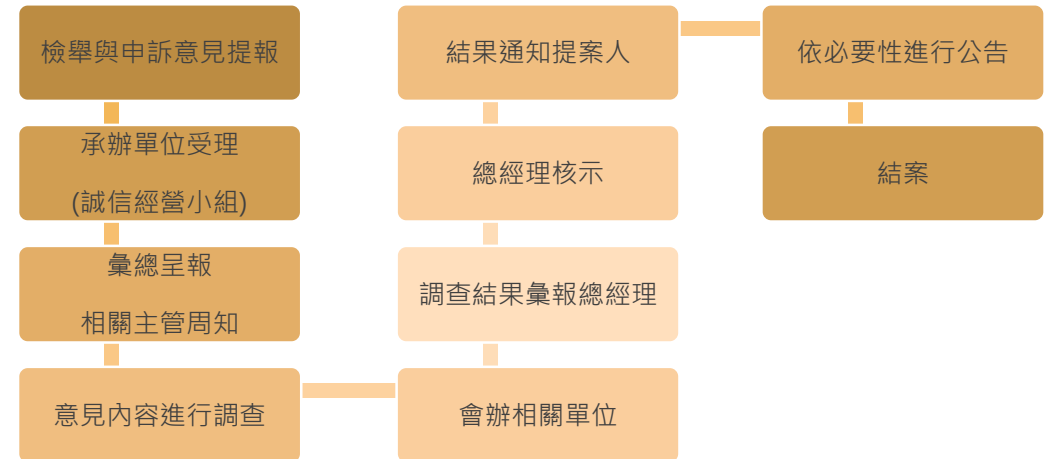 檢舉與申訴意見提報
承辦單位受理
(誠信經營小組)
彙總呈報
相關主管周知
意見內容進行調查
會辦相關單位
調查結果彙報總經理
總經理核示
結果通知提案人
依必要性進行公告
結案